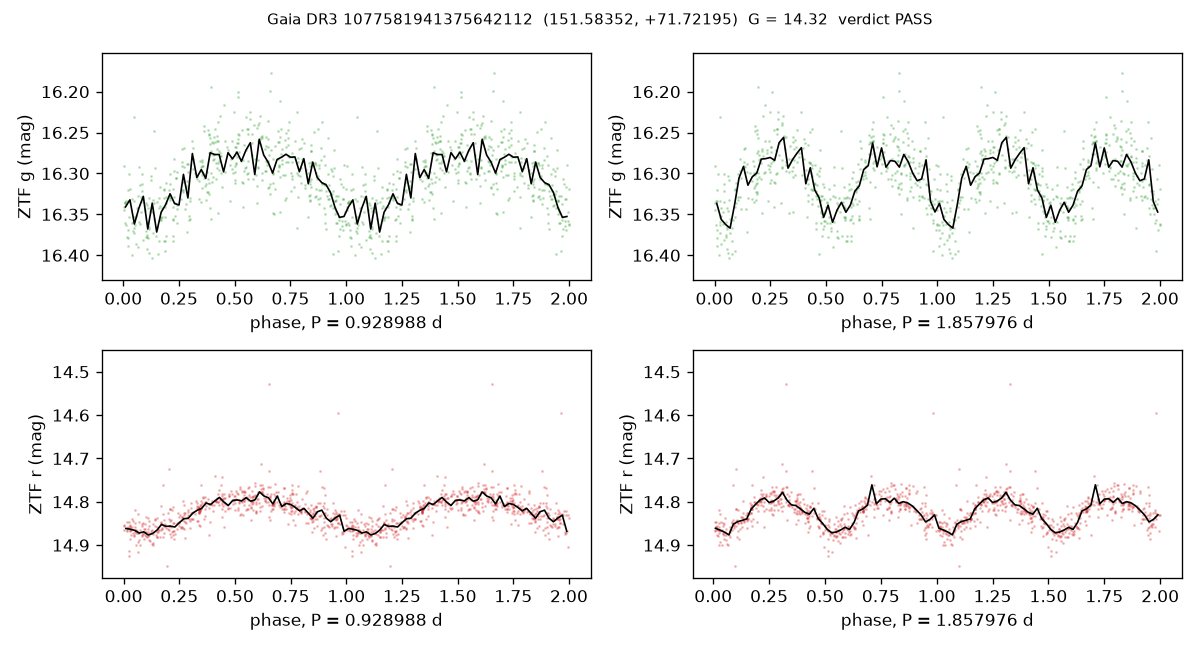 Gaia DR3 1077581941375642112  (151.58352, +71.72195)  G = 14.32  verdict PASS
ZTF g (mag)
16.20
16.25
16.30
16.35
16.40
0.00 0.25 0.50 0.75 1.00 1.25 1.50 1.75 2.00
phase, P = 0.928988 d
ZTF g (mag)
16.20
16.25
16.30
16.35
16.40
0.00 0.25 0.50 0.75 1.00 1.25 1.50 1.75 2.00
phase, P = 1.857976 d
ZTF r (mag)
14.5
14.6
14.7
14.8
14.9
0.00 0.25 0.50 0.75 1.00 1.25 1.50 1.75 2.00
phase, P = 0.928988 d
ZTF r (mag)
14.5
14.6
14.7
14.8
14.9
0.00 0.25 0.50 0.75 1.00 1.25 1.50 1.75 2.00
phase, P = 1.857976 d